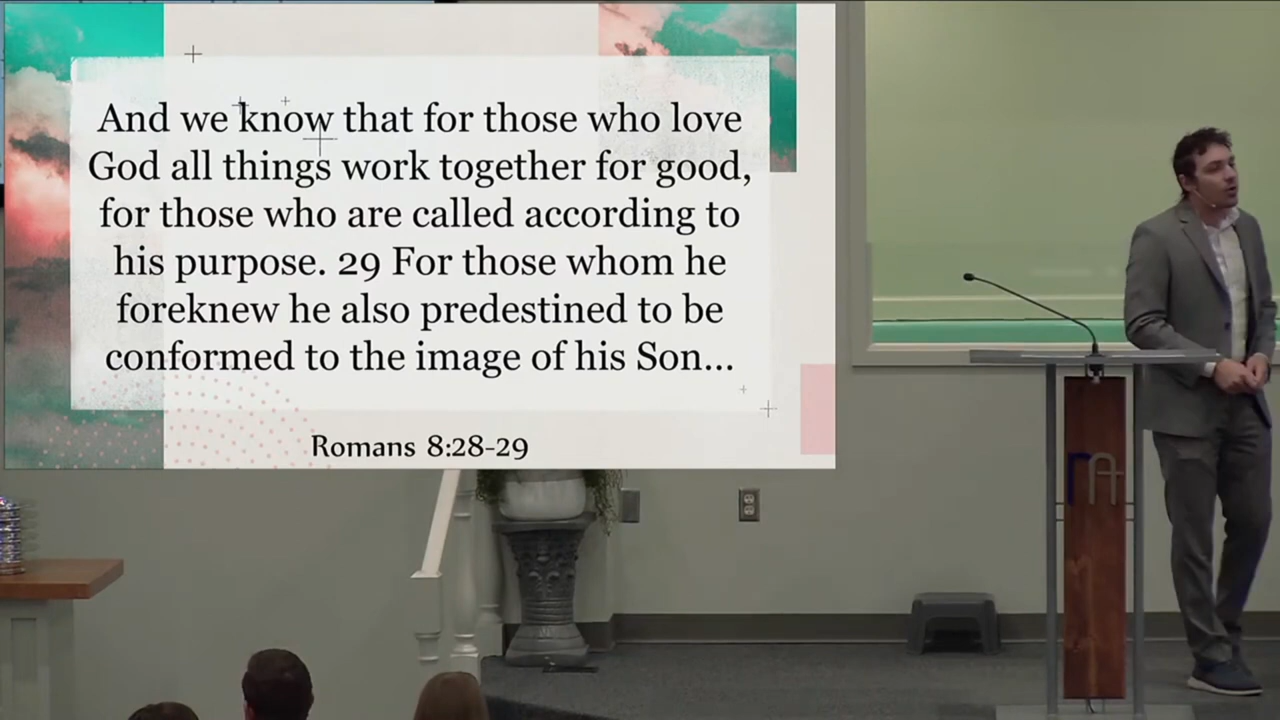 And we know that for those who love
God all things work together for good,
for those who are called according to
his purpose. 29 For those whom he
foreknew he also predestined to be
conformed to the image of his Son...
Romans 8:28-29